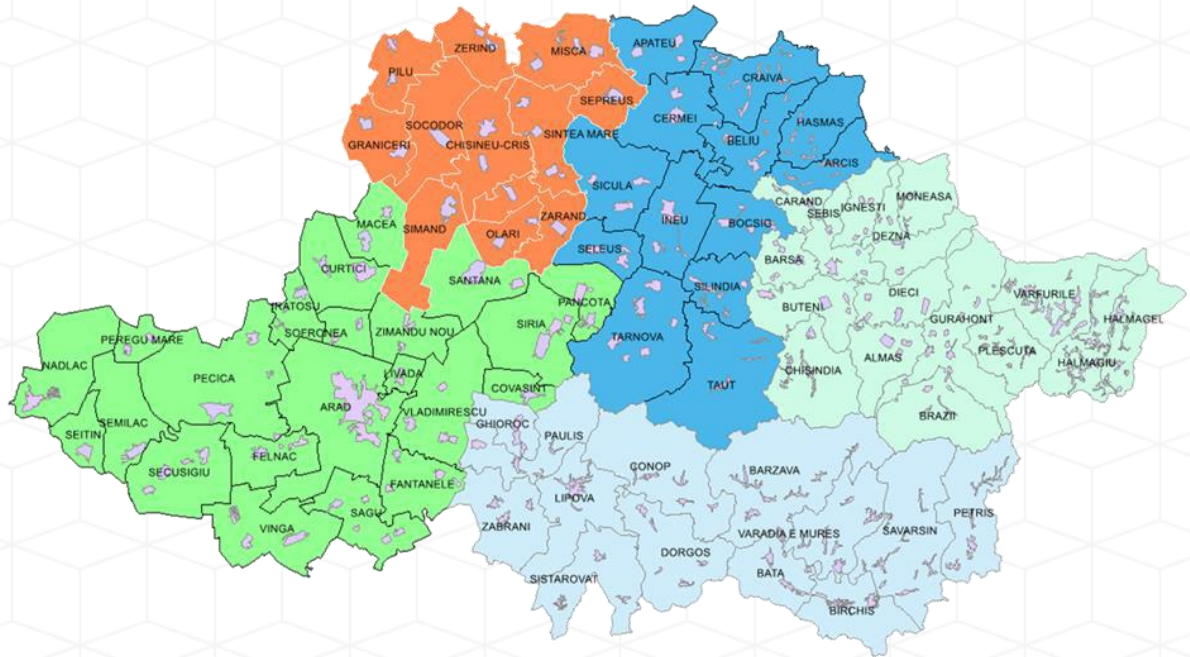 ZERIND
MISCA
APATEU
PILU
CRAIVA
SEPREUS
CERMEI
SOCODOR
HASMAS
SINTEA MARE
GRANICERI
CHISINEU-CRIS
BELIU
ARCIS
SICULA
MONEASA
CARAND
IGNESTI
SEBIS
ZARAND
INEU
BOCSIG
MACEA
SIMAND
OLARI
DEZNA
SELEUS
BARSA
CURTICI
SANTANA
SILINDIA
DIECI
VARFURILE
PANCOTA
IRATOSU
BUTENI
SIRIA
GURAHONT
HALMAGEL
SOFRONEA
ZIMANDU NOU
PEREGU MARE
TARNOVA
PLESCUTA
ALMAS
HALMAGIU
NADLAC
CHISINDIA
LIVADA
PECICA
COVASINT
TAUT
ARAD
VLADIMIRESCU
BRAZII
SEMILAC
GHIOROC
SEITIN
PAULIS
FELNAC
CONOP
BARZAVA
SECUSIGIU
FANTANELE
LIPOVA
SAGU
PETRIS
ZABRANI
VINGA
VARADIA E MURES
SAVARSIN
DORGOS
BATA
SISTAROVAT
BIRCHIS